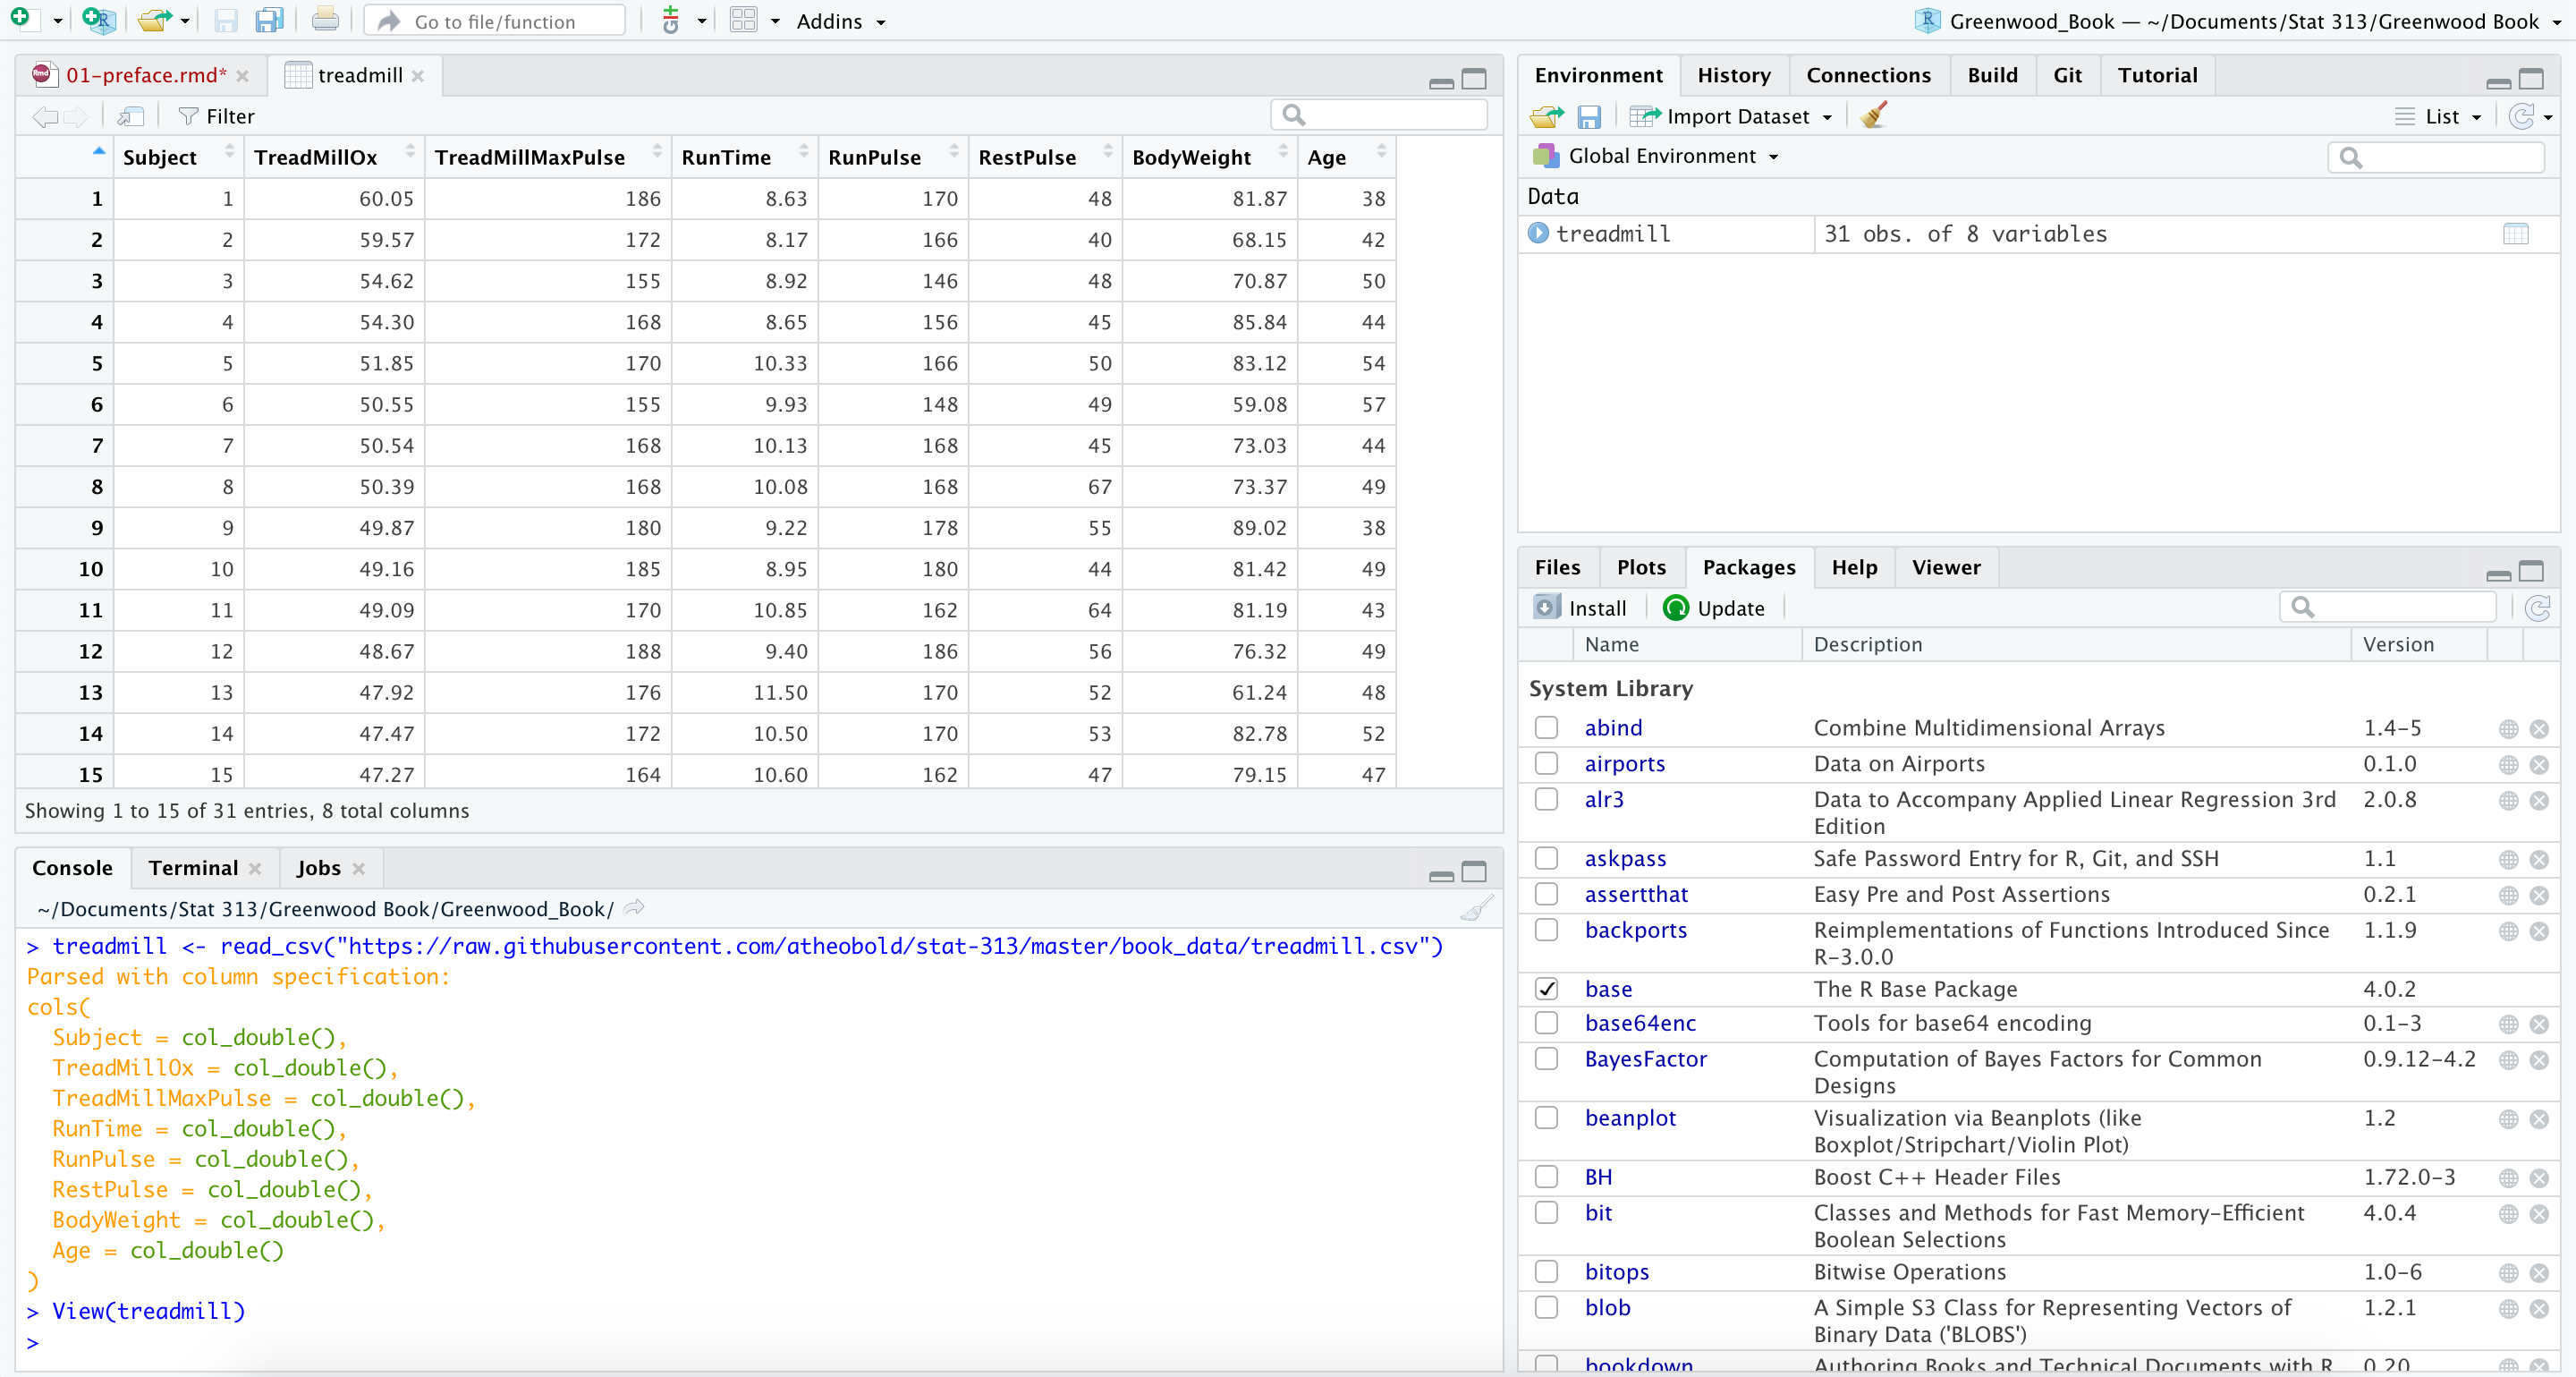 Go to file/function Addins Greenwood_Book — ~/Documents/Stat 313/Greenwood Book
01-preface.rmd* treadmill
Filter
Subject TreadMillOx TreadMillMaxPulse RunTime RunPulse RestPulse BodyWeight Age
1 1 60.05 186 8.63 170 48 81.87 38
2 2 59.57 172 8.17 166 40 68.15 42
3 3 54.62 155 8.92 146 48 70.87 50
4 4 54.30 168 8.65 156 45 85.84 44
5 5 51.85 170 10.33 166 50 83.12 54
6 6 50.55 155 9.93 148 49 59.08 57
7 7 50.54 168 10.13 168 45 73.03 44
8 8 50.39 168 10.08 168 67 73.37 49
9 9 49.87 180 9.22 178 55 89.02 38
10 10 49.16 185 8.95 180 44 81.42 49
11 11 49.09 170 10.85 162 64 81.19 43
12 12 48.67 188 9.40 186 56 76.32 49
13 13 47.92 176 11.50 170 52 61.24 48
14 14 47.47 172 10.50 170 53 82.78 52
15 15 47.27 164 10.60 162 47 79.15 47
Showing 1 to 15 of 31 entries, 8 total columns
Console Terminal Jobs
~/Documents/Stat 313/Greenwood Book/Greenwood_Book/
> treadmill <- read_csv("https://raw.githubusercontent.com/atheobold/stat-313/master/book_data/treadmill.csv")
Parsed with column specification:
cols(
  Subject = col_double(),
  TreadMillOx = col_double(),
  TreadMillMaxPulse = col_double(),
  RunTime = col_double(),
  RunPulse = col_double(),
  RestPulse = col_double(),
  BodyWeight = col_double(),
  Age = col_double()
)
> View(treadmill)
>
Environment History Connections Build Git Tutorial
Import Dataset List
Global Environment
Data
treadmill 31 obs. of 8 variables
Files Plots Packages Help Viewer
Install Update
Name Description Version
System Library
abind Combine Multidimensional Arrays 1.4-5
airports Data on Airports 0.1.0
alr3 Data to Accompany Applied Linear Regression 3rd 2.0.8
Edition
askpass Safe Password Entry for R, Git, and SSH 1.1
assertthat Easy Pre and Post Assertions 0.2.1
backports Reimplementations of Functions Introduced Since 1.1.9
R-3.0.0
base The R Base Package 4.0.2
base64enc Tools for base64 encoding 0.1-3
BayesFactor Computation of Bayes Factors for Common 0.9.12-4.2
Designs
beanplot Visualization via Beanplots (like 1.2
Boxplot/Stripchart/Violin Plot)
BH Boost C++ Header Files 1.72.0-3
bit Classes and Methods for Fast Memory-Efficient 4.0.4
Boolean Selections
bitops Bitwise Operations 1.0-6
blob A Simple S3 Class for Representing Vectors of 1.2.1
Binary Data ('BLOBS')
bookdown Authoring Books and Technical Documents with R 0.20